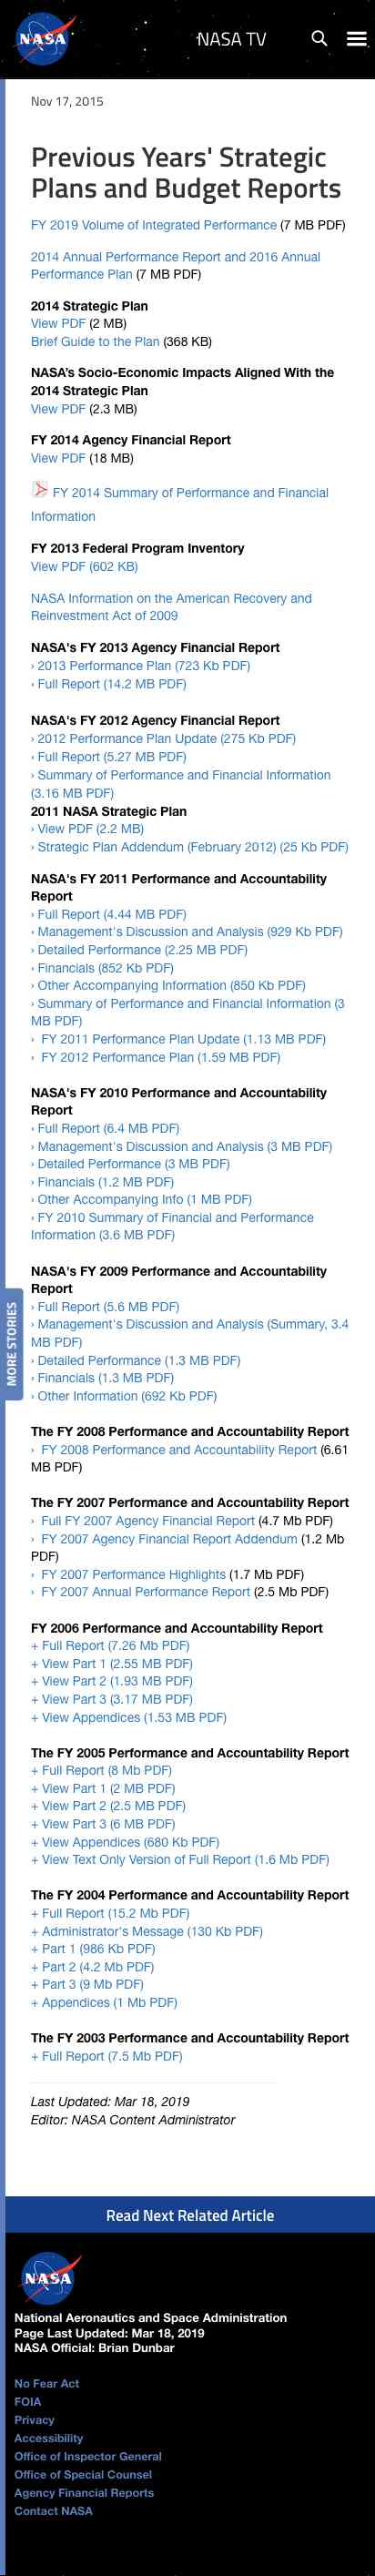 NASA
NASA TV
Nov 17, 2015
Previous Years' Strategic
Plans and Budget Reports
FY 2019 Volume of Integrated Performance (7 MB PDF)
2014 Annual Performance Report and 2016 Annual
Performance Plan (7 MB PDF)
2014 Strategic Plan
View PDF (2 MB)
Brief Guide to the Plan (368 KB)
NASA's Socio-Economic Impacts Aligned With the
2014 Strategic Plan
View PDF (2.3 MB)
FY 2014 Agency Financial Report
View PDF (18 MB)
FY 2014 Summary of Performance and Financial
Information
FY 2013 Federal Program Inventory
View PDF (602 KB)
NASA Information on the American Recovery and
Reinvestment Act of 2009
NASA's FY 2013 Agency Financial Report
› 2013 Performance Plan (723 Kb PDF)
› Full Report (14.2 MB PDF)
NASA's FY 2012 Agency Financial Report
› 2012 Performance Plan Update (275 Kb PDF)
› Full Report (5.27 MB PDF)
› Summary of Performance and Financial Information
(3.16 MB PDF)
2011 NASA Strategic Plan
› View PDF (2.2 MB)
› Strategic Plan Addendum (February 2012) (25 Kb PDF)
NASA's FY 2011 Performance and Accountability
Report
› Full Report (4.44 MB PDF)
› Management's Discussion and Analysis (929 Kb PDF)
› Detailed Performance (2.25 MB PDF)
› Financials (852 Kb PDF)
› Other Accompanying Information (850 Kb PDF)
› Summary of Performance and Financial Information (3
MB PDF)
› FY 2011 Performance Plan Update (1.13 MB PDF)
› FY 2012 Performance Plan (1.59 MB PDF)
NASA's FY 2010 Performance and Accountability
Report
› Full Report (6.4 MB PDF)
› Management's Discussion and Analysis (3 MB PDF)
› Detailed Performance (3 MB PDF)
› Financials (1.2 MB PDF)
› Other Accompanying Info (1 MB PDF)
› FY 2010 Summary of Financial and Performance
Information (3.6 MB PDF)
NASA's FY 2009 Performance and Accountability
Report
› Full Report (5.6 MB PDF)
› Management's Discussion and Analysis (Summary, 3.4
MB PDF)
› Detailed Performance (1.3 MB PDF)
› Financials (1.3 MB PDF)
› Other Information (692 Kb PDF)
MORE STORIES
The FY 2008 Performance and Accountability Report
› FY 2008 Performance and Accountability Report (6.61
MB PDF)
The FY 2007 Performance and Accountability Report
› Full FY 2007 Agency Financial Report (4.7 Mb PDF)
› FY 2007 Agency Financial Report Addendum (1.2 Mb
PDF)
› FY 2007 Performance Highlights (1.7 Mb PDF)
› FY 2007 Annual Performance Report (2.5 Mb PDF)
FY 2006 Performance and Accountability Report
+ Full Report (7.26 Mb PDF)
+ View Part 1 (2.55 MB PDF)
+ View Part 2 (1.93 MB PDF)
+ View Part 3 (3.17 MB PDF)
+ View Appendices (1.53 MB PDF)
The FY 2005 Performance and Accountability Report
+ Full Report (8 Mb PDF)
+ View Part 1 (2 MB PDF)
+ View Part 2 (2.5 MB PDF)
+ View Part 3 (6 MB PDF)
+ View Appendices (680 Kb PDF)
+ View Text Only Version of Full Report (1.6 Mb PDF)
The FY 2004 Performance and Accountability Report
+ Full Report (15.2 Mb PDF)
+ Administrator's Message (130 Kb PDF)
+ Part 1 (986 Kb PDF)
+ Part 2 (4.2 Mb PDF)
+ Part 3 (9 Mb PDF)
+ Appendices (1 Mb PDF)
The FY 2003 Performance and Accountability Report
+ Full Report (7.5 Mb PDF)
Last Updated: Mar 18, 2019
Editor: NASA Content Administrator
Read Next Related Article
NASA
National Aeronautics and Space Administration
Page Last Updated: Mar 18, 2019
NASA Official: Brian Dunbar
No Fear Act
FOIA
Privacy
Accessibility
Office of Inspector General
Office of Special Counsel
Agency Financial Reports
Contact NASA